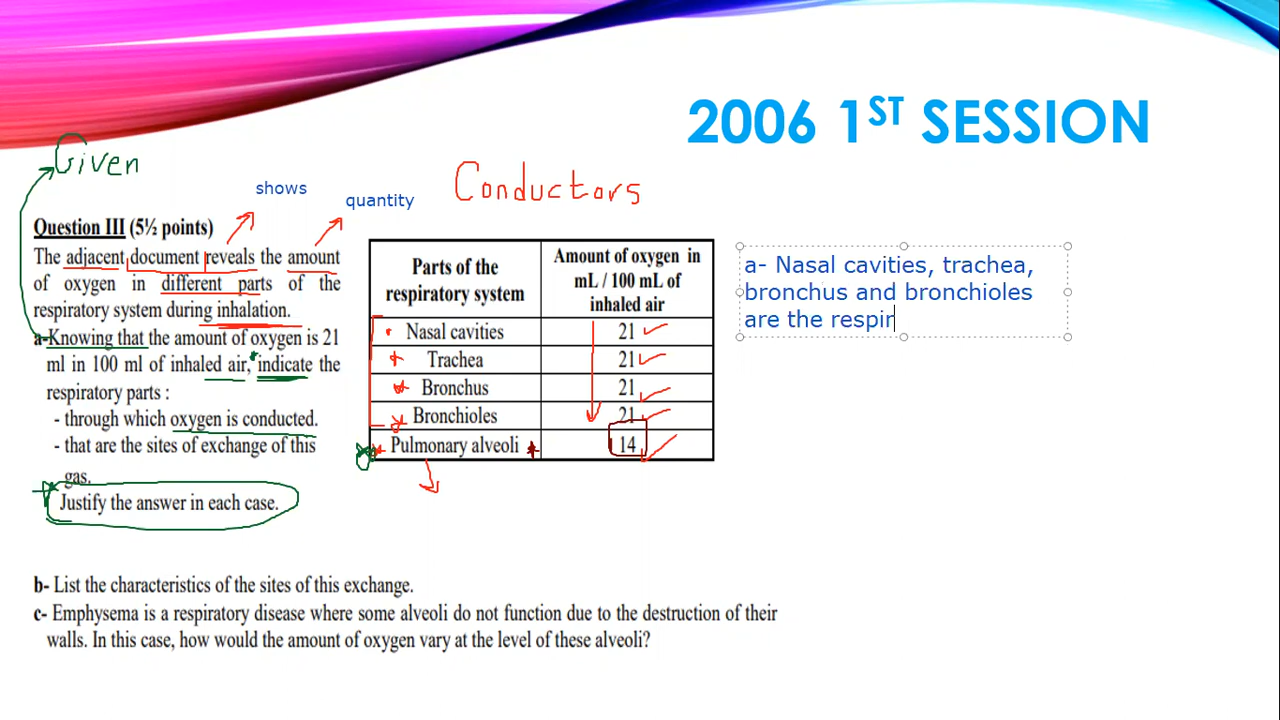 2006 1ST SESSION
Given
shows
quantity
Conductors
Question III (5½ points)
The adjacent document reveals the amount
of oxygen in different parts of the
respiratory system during inhalation.
a- Knowing that the amount of oxygen is 21
ml in 100 ml of inhaled air, indicate the
respiratory parts :
- through which oxygen is conducted.
- that are the sites of exchange of this
gas.
Justify the answer in each case.
Parts of the
respiratory system
Amount of oxygen in
mL / 100 mL of
inhaled air
Nasal cavities 21
Trachea 21
Bronchus 21
Bronchioles 21
Pulmonary alveoli 14
a- Nasal cavities, trachea,
bronchus and bronchioles
are the respir
b- List the characteristics of the sites of this exchange.
c- Emphysema is a respiratory disease where some alveoli do not function due to the destruction of their
walls. In this case, how would the amount of oxygen vary at the level of these alveoli?